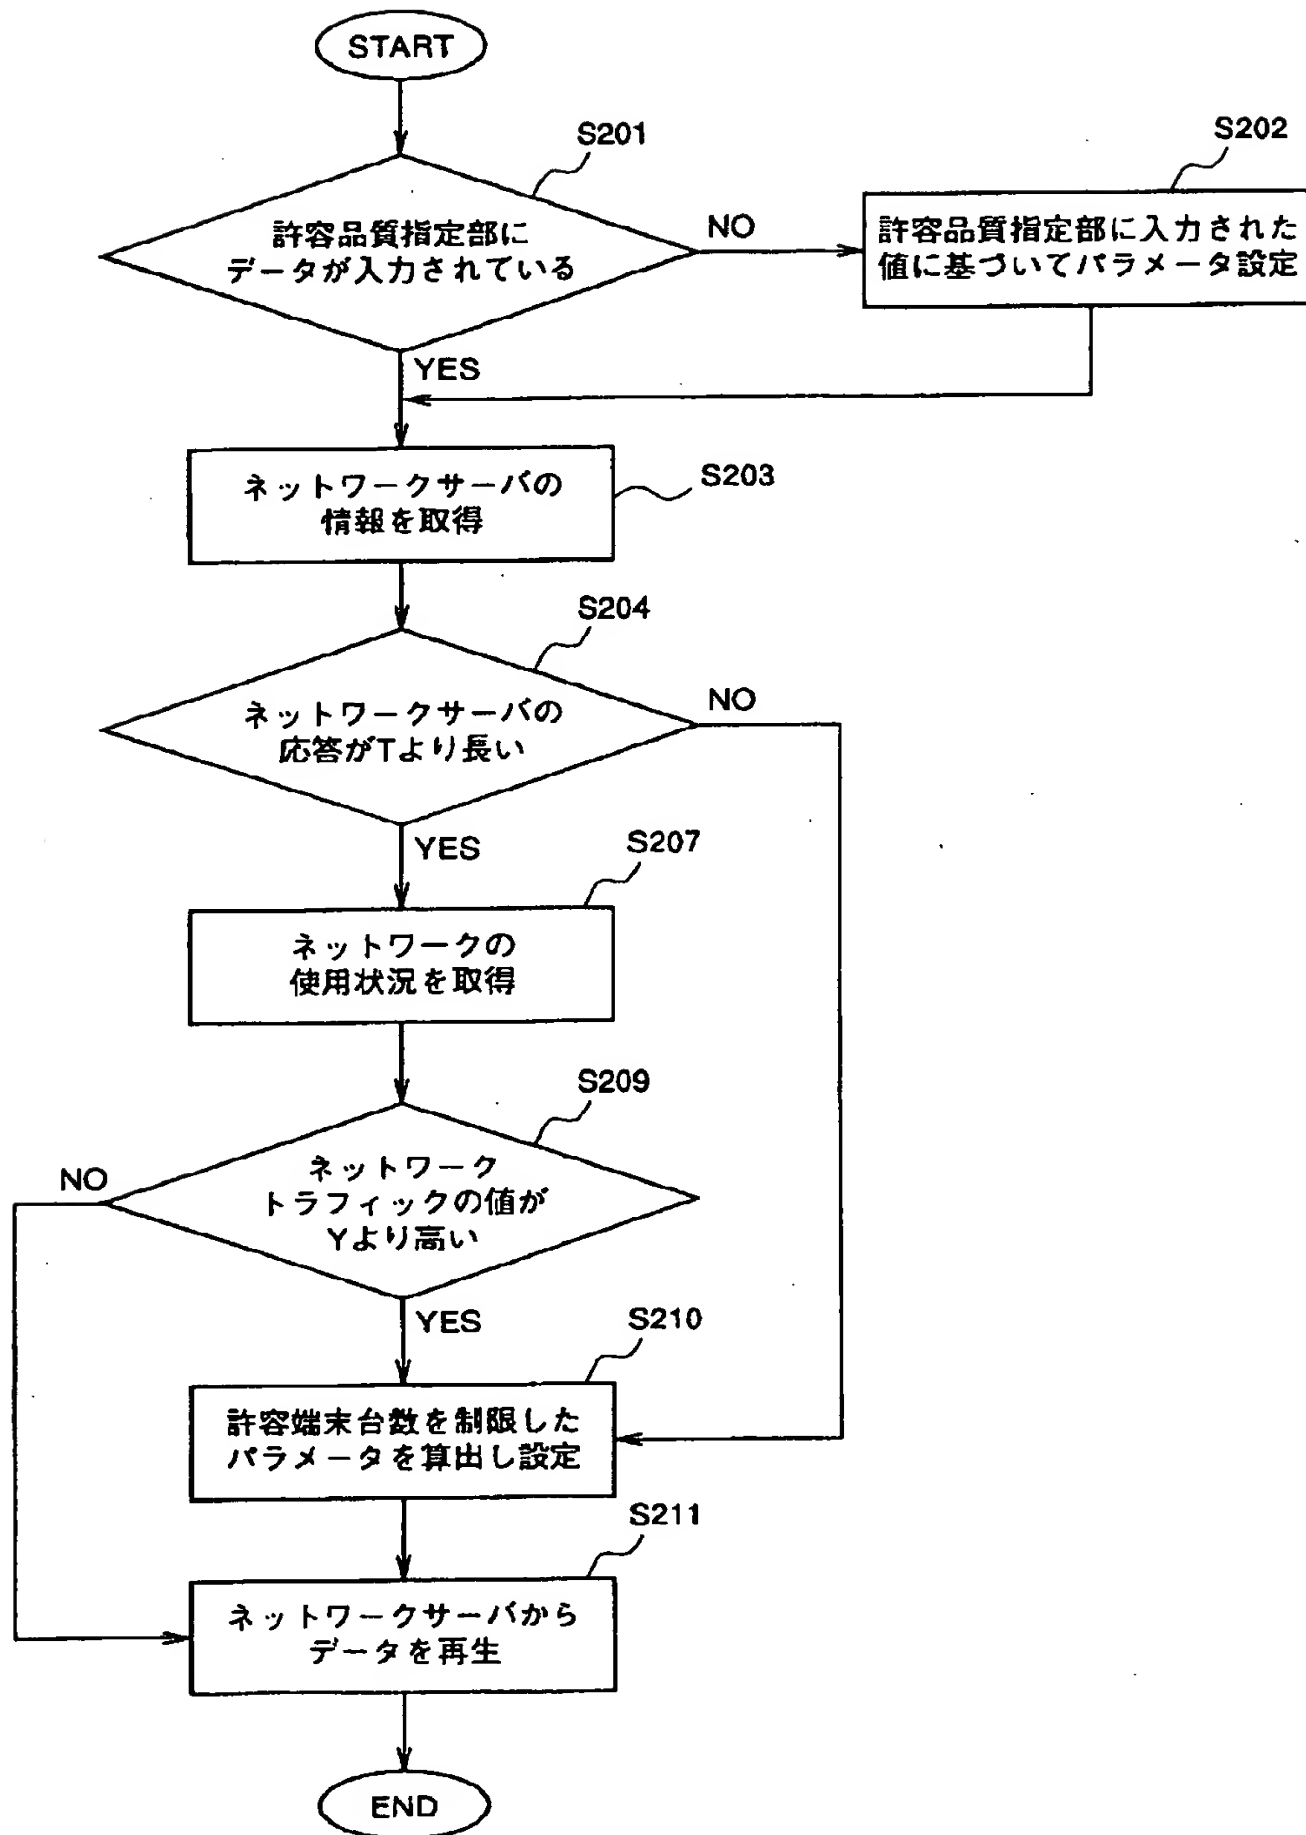 START
S201
許容品質指定部に
データが入力されている
NO
S202
許容品質指定部に入力された
値に基づいてパラメータ設定
YES
ネットワークサーバの
情報を取得
S203
S204
ネットワークサーバの
応答がTより長い
NO
YES
S207
ネットワークの
使用状況を取得
S209
ネットワーク
トラフィックの値が
Yより高い
NO
YES
S210
許容端末台数を制限した
パラメータを算出し設定
S211
ネットワークサーバから
データを再生
END